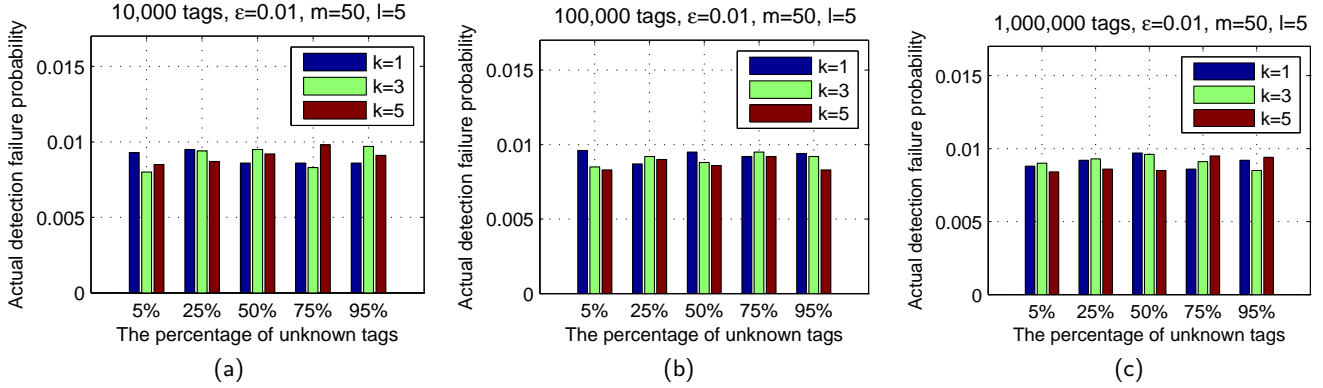 10,000 tags, ε=0.01, m=50, l=5
Actual detection failure probability
0.015
0.01
0.005
0
k=1
k=3
k=5
5% 25% 50% 75% 95%
The percentage of unknown tags
(a)
100,000 tags, ε=0.01, m=50, l=5
Actual detection failure probability
0.015
0.01
0.005
0
k=1
k=3
k=5
5% 25% 50% 75% 95%
The percentage of unknown tags
(b)
1,000,000 tags, ε=0.01, m=50, l=5
Actual detection failure probability
0.015
0.01
0.005
0
k=1
k=3
k=5
5% 25% 50% 75% 95%
The percentage of unknown tags
(c)